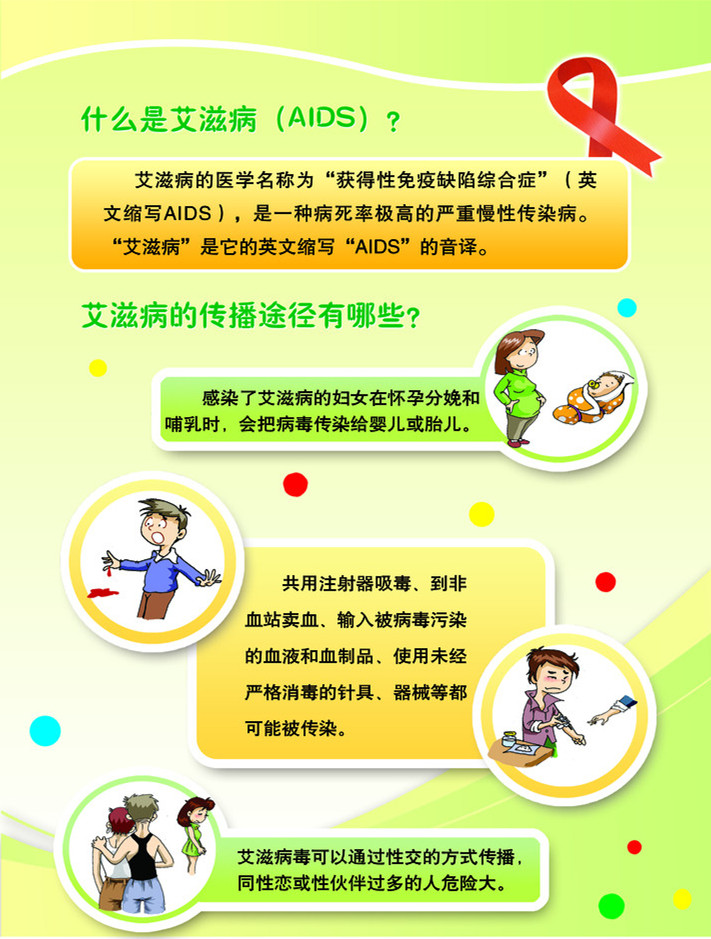 什么是艾滋病（AIDS）？
艾滋病的医学名称为“获得性免疫缺陷综合症”（英
文缩写AIDS），是一种病死率极高的严重慢性传染病。
“艾滋病”是它的英文缩写“AIDS”的音译。
艾滋病的传播途径有哪些？
感染了艾滋病的妇女在怀孕分娩和
哺乳时，会把病毒传染给婴儿或胎儿。
共用注射器吸毒、到非
血站卖血、输入被病毒污染
的血液和血制品、使用未经
严格消毒的针具、器械等都
可能被传染。
艾滋病毒可以通过性交的方式传播，
同性恋或性伙伴过多的人危险大。